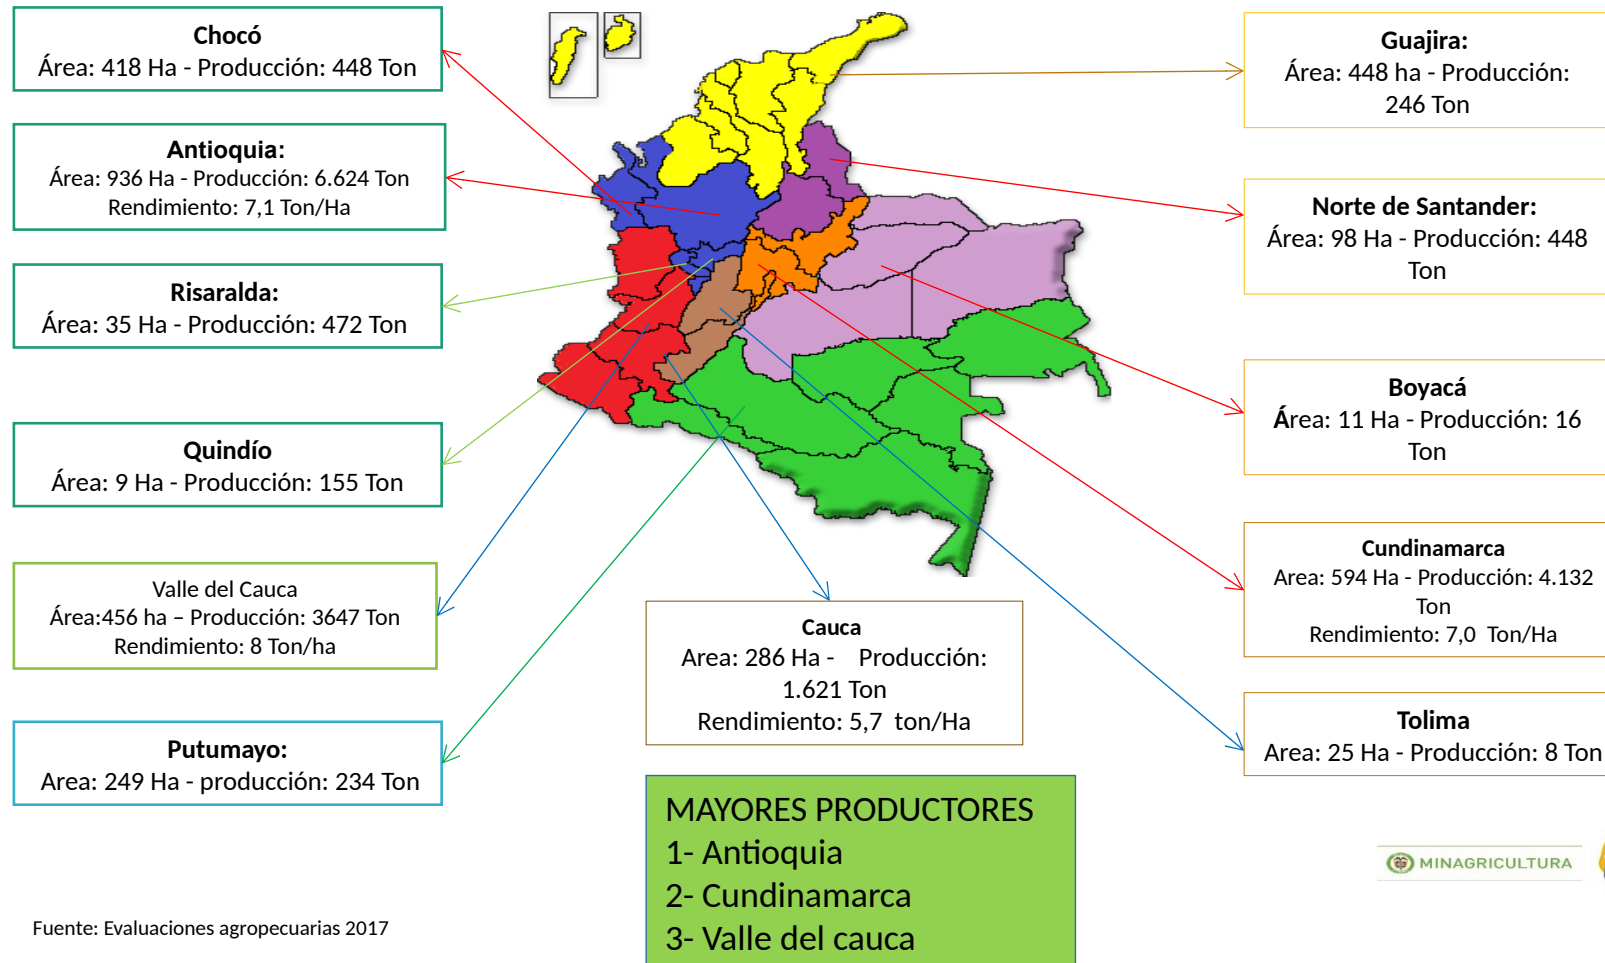 Chocó
Área: 418 Ha - Producción: 448 Ton
Antioquia:
Área: 936 Ha - Producción: 6.624 Ton
Rendimiento: 7,1 Ton/Ha
Risaralda:
Área: 35 Ha - Producción: 472 Ton
Quindío
Área: 9 Ha - Producción: 155 Ton
Valle del Cauca
Área:456 ha – Producción: 3647 Ton
Rendimiento: 8 Ton/ha
Putumayo:
Area: 249 Ha - producción: 234 Ton
Cauca
Area: 286 Ha - Producción:
1.621 Ton
Rendimiento: 5,7 ton/Ha
Guajira:
Área: 448 ha - Producción:
246 Ton
Norte de Santander:
Área: 98 Ha - Producción: 448
Ton
Boyacá
Área: 11 Ha - Producción: 16
Ton
Cundinamarca
Area: 594 Ha - Producción: 4.132
Ton
Rendimiento: 7,0 Ton/Ha
Tolima
Area: 25 Ha - Producción: 8 Ton
MAYORES PRODUCTORES
1- Antioquia
2- Cundinamarca
3- Valle del cauca
MINAGRICULTURA
Fuente: Evaluaciones agropecuarias 2017